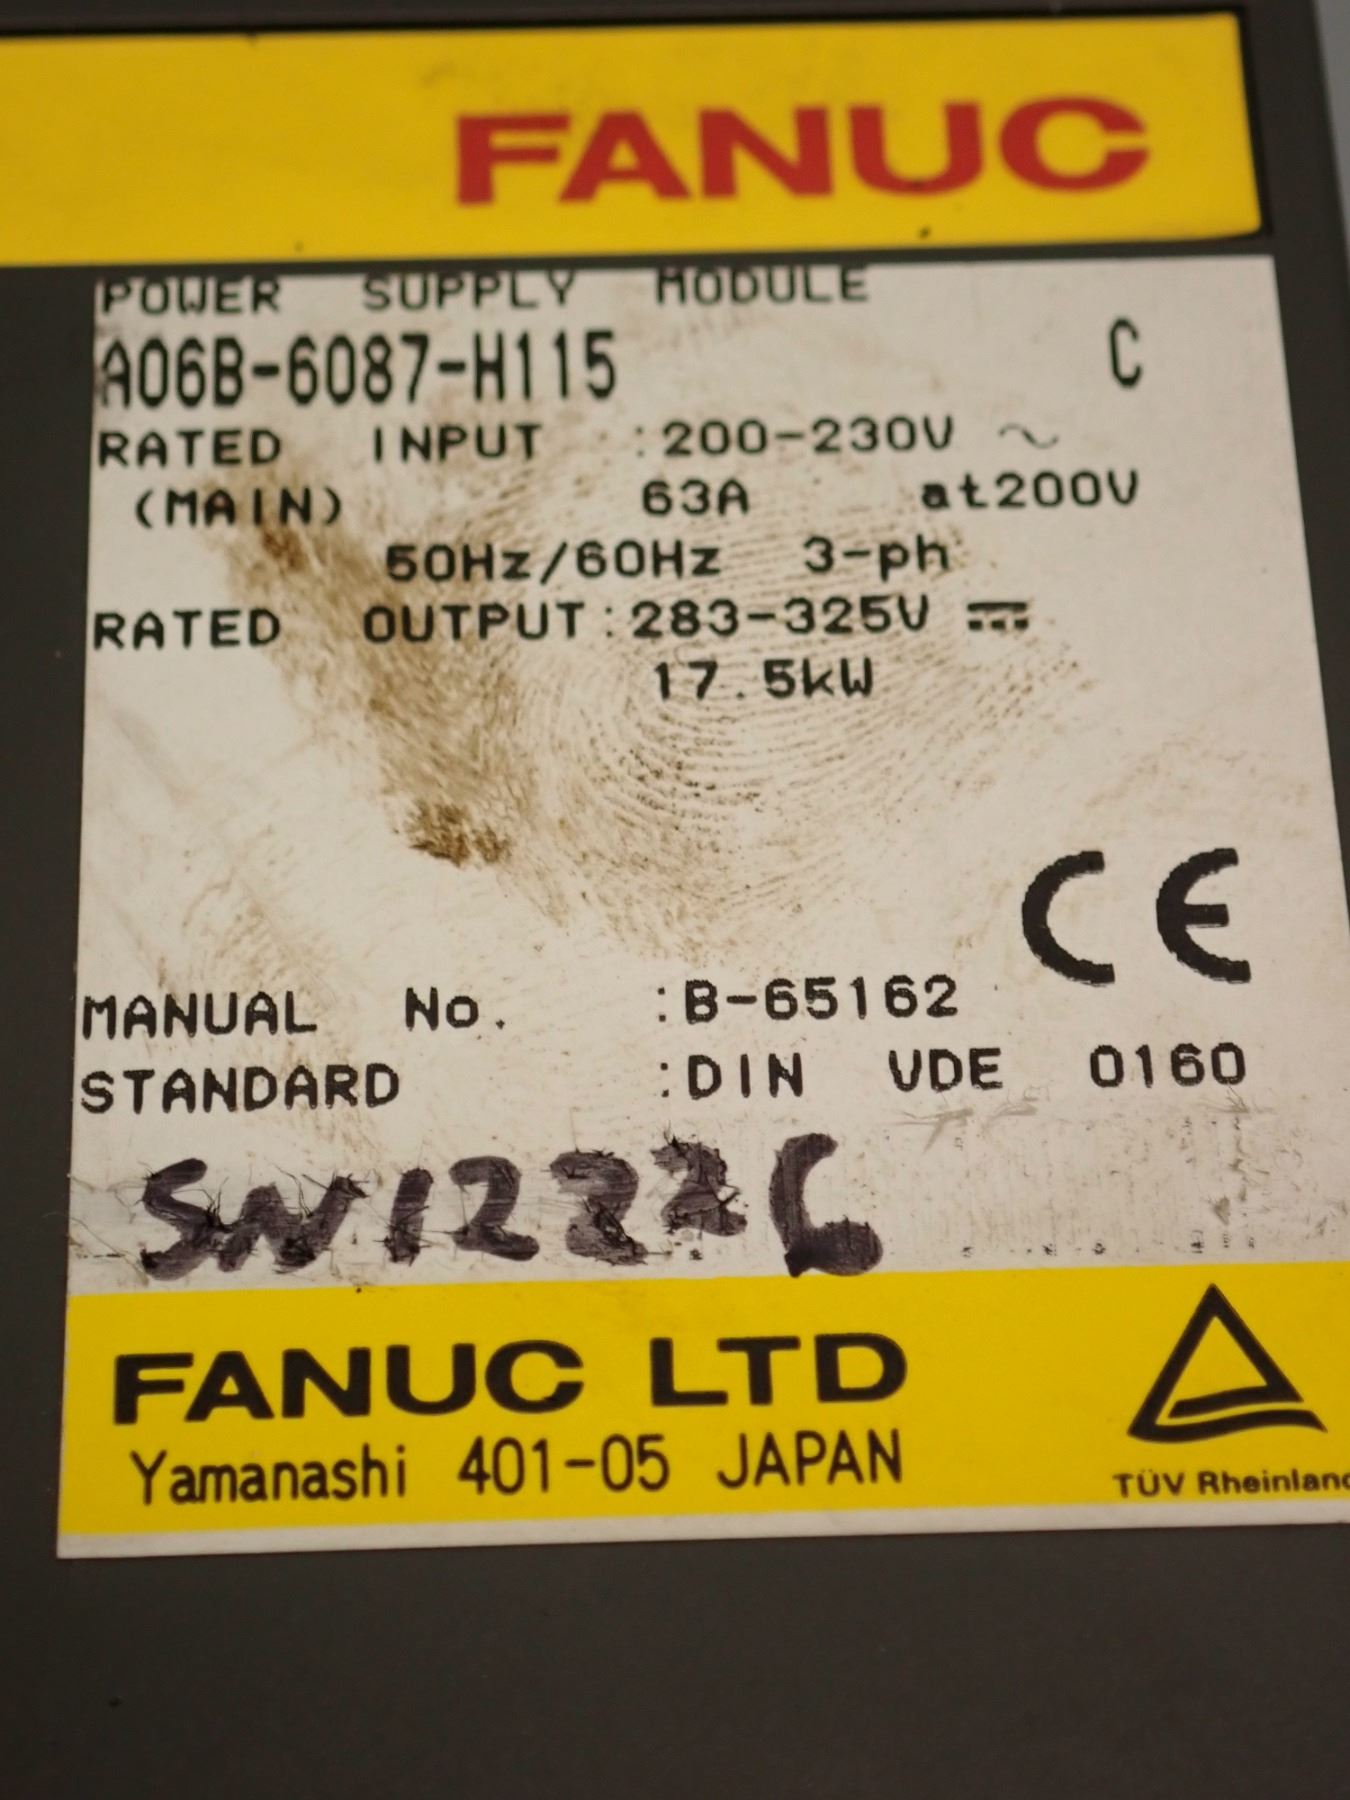 FANUC
POWER SUPPLY MODULE
A06B-6087-H115 C
RATED INPUT :200-230V ~
(MAIN) 63A at200V
50Hz/60Hz 3-ph
RATED OUTPUT:283-325V ⎓
17.5kW
CE
MANUAL No. :B-65162
STANDARD :DIN VDE 0160
SN12226
FANUC LTD
Yamanashi 401-05 JAPAN
TÜV Rheinland